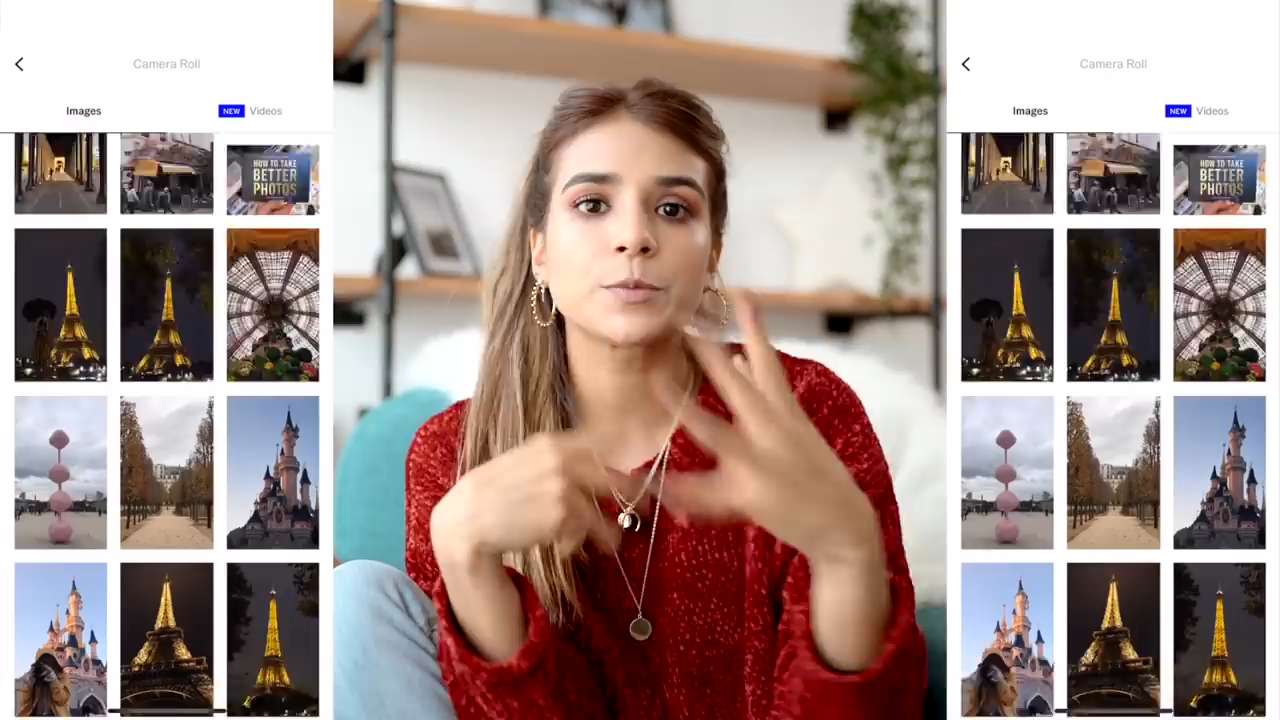 Camera Roll
Images
NEW Videos
HOW TO TAKE
BETTER
PHOTOS
Camera Roll
Images
NEW Videos
HOW TO TAKE
BETTER
PHOTOS